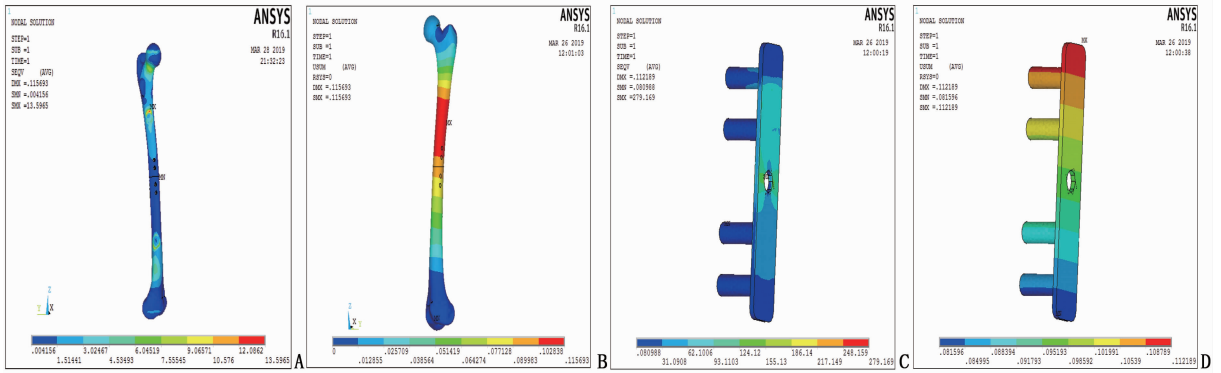 1
NODAL SOLUTION
STEP=1
SUB =1
TIME=1
SEQV (AVG)
DMX =.115693
SMN =.004156
SMX =13.5965
ANSYS
R16.1
MAR 28 2019
21:32:23
MX
MN
Z
Y X
.004156 3.02467 6.04519 9.06571 12.0862
1.51441 4.53493 7.55545 10.576 13.5965
A
1
NODAL SOLUTION
STEP=1
SUB =1
TIME=1
USUM (AVG)
RSYS=0
DMX =.115693
SMX =.115693
ANSYS
R16.1
MAR 26 2019
12:01:03
MX
Z
X Y
0 .025709 .051419 .077128 .102838
.012855 .038564 .064274 .089983 .115693
B
1
NODAL SOLUTION
STEP=1
SUB =1
TIME=1
SEQV (AVG)
DMX =.112189
SMN =.080988
SMX =279.169
ANSYS
R16.1
MAR 26 2019
12:00:19
.080988 62.1006 124.12 186.14 248.159
31.0908 93.1103 155.13 217.149 279.169
C
1
NODAL SOLUTION
STEP=1
SUB =1
TIME=1
USUM (AVG)
RSYS=0
DMX =.112189
SMN =.081596
SMX =.112189
ANSYS
R16.1
MAR 26 2019
12:00:38
MX
.081596 .088394 .095193 .101991 .108789
.084995 .091793 .098592 .10539 .112189
D